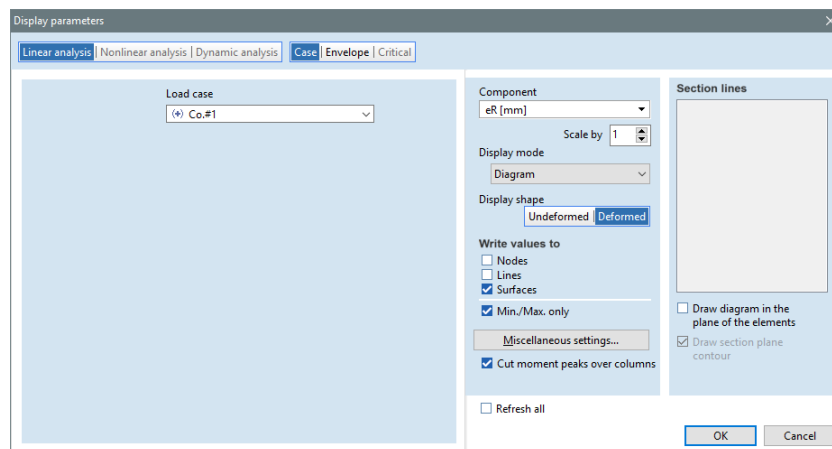 Display parameters
Linear analysis | Nonlinear analysis | Dynamic analysis Case | Envelope | Critical
Load case
(+) Co.#1
Component
eR [mm]
Scale by 1
Display mode
Diagram
Display shape
Undeformed | Deformed
Write values to
Nodes
Lines
Surfaces
Min./Max. only
Miscellaneous settings...
Cut moment peaks over columns
Refresh all
Section lines
Draw diagram in the
plane of the elements
Draw section plane
contour
OK Cancel